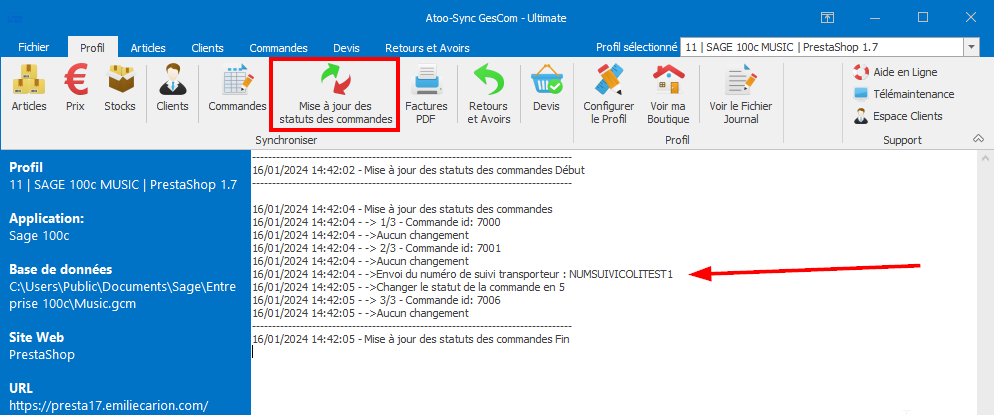 Atoo-Sync GesCom - Ultimate
Fichier Profil Articles Clients Commandes Devis Retours et Avoirs Profil sélectionné 11 | SAGE 100c MUSIC | PrestaShop 1.7
Articles Prix Stocks Clients Commandes Mise à jour des statuts des commandes Factures PDF Retours et Avoirs Devis Configurer le Profil Voir ma Boutique Voir le Fichier Journal
Aide en Ligne
Télémaintenance
Espace Clients
Synchroniser Profil Support
Profil
11 | SAGE 100c MUSIC | PrestaShop 1.7
Application:
Sage 100c
Base de données
C:\Users\Public\Documents\Sage\Entre
prise 100c\Music.gcm
Site Web
PrestaShop
URL
https://presta17.emiliecarion.com/
--------------------------------------------------------------------------------
16/01/2024 14:42:02 - Mise à jour des statuts des commandes Début
--------------------------------------------------------------------------------
16/01/2024 14:42:04 - Mise à jour des statuts des commandes
16/01/2024 14:42:04 - --> 1/3 - Commande id: 7000
16/01/2024 14:42:04 - -->Aucun changement
16/01/2024 14:42:04 - --> 2/3 - Commande id: 7001
16/01/2024 14:42:04 - -->Aucun changement
16/01/2024 14:42:04 - -->Envoi du numéro de suivi transporteur : NUMSUIVICOLITEST1
16/01/2024 14:42:05 - -->Changer le statut de la commande en 5
16/01/2024 14:42:05 - --> 3/3 - Commande id: 7006
16/01/2024 14:42:05 - -->Aucun changement
--------------------------------------------------------------------------------
16/01/2024 14:42:05 - Mise à jour des statuts des commandes Fin